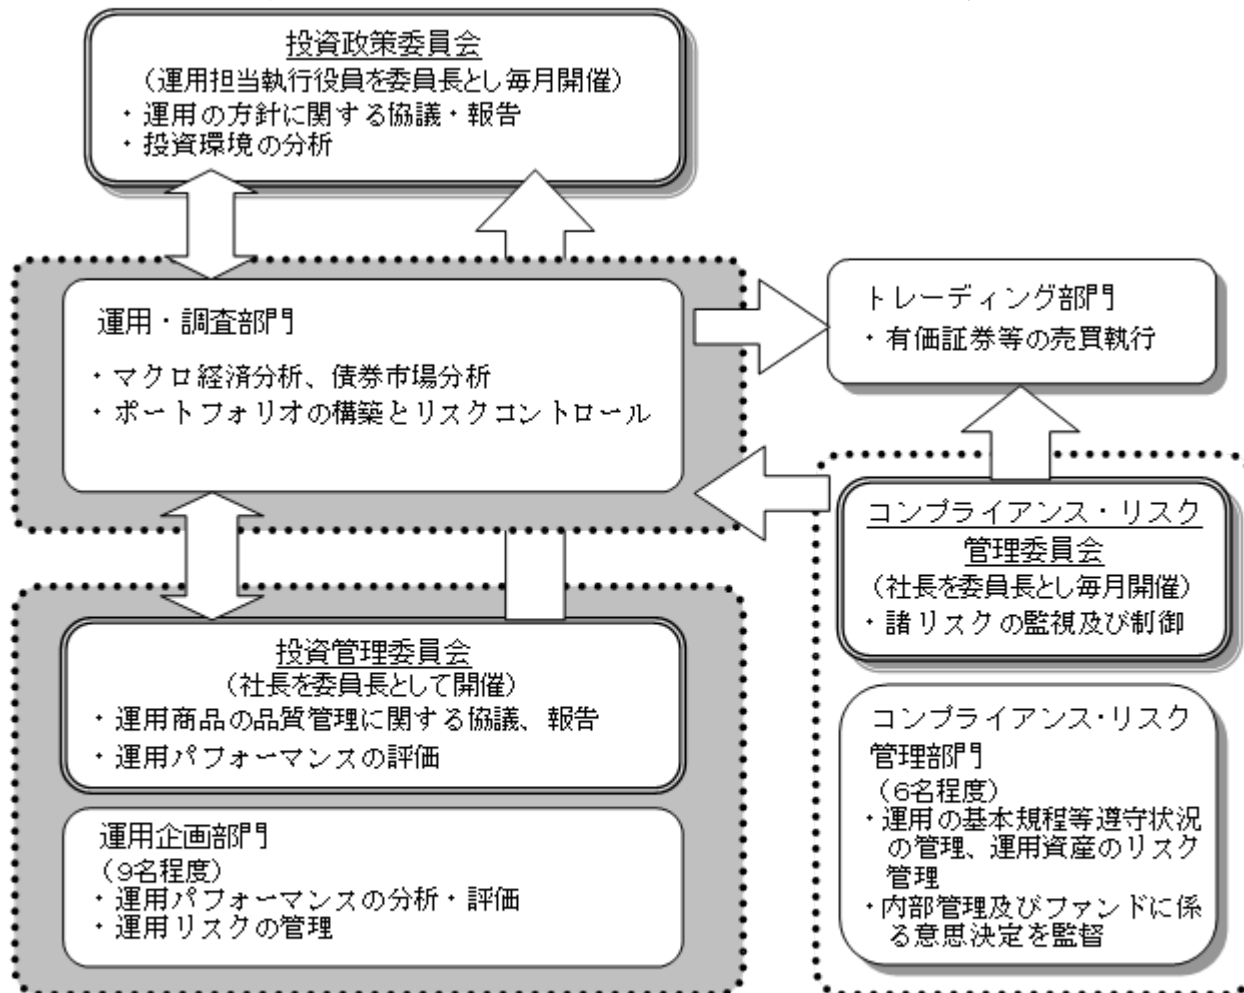 投資政策委員会
（運用担当執行役員を委員長とし毎月開催）
・運用の方針に関する協議・報告
・投資環境の分析
運用・調査部門
・マクロ経済分析、債券市場分析
・ポートフォリオの構築とリスクコントロール
トレーディング部門
・有価証券等の売買執行
コンプライアンス・リスク
管理委員会
（社長を委員長とし毎月開催）
・諸リスクの監視及び制御
投資管理委員会
（社長を委員長として開催）
・運用商品の品質管理に関する協議、報告
・運用パフォーマンスの評価
運用企画部門
（9名程度）
・運用パフォーマンスの分析・評価
・運用リスクの管理
コンプライアンス・リスク
管理部門
（6名程度）
・運用の基本規程等遵守状況
の管理、運用資産のリスク
管理
・内部管理及びファンドに係
る意思決定を監督